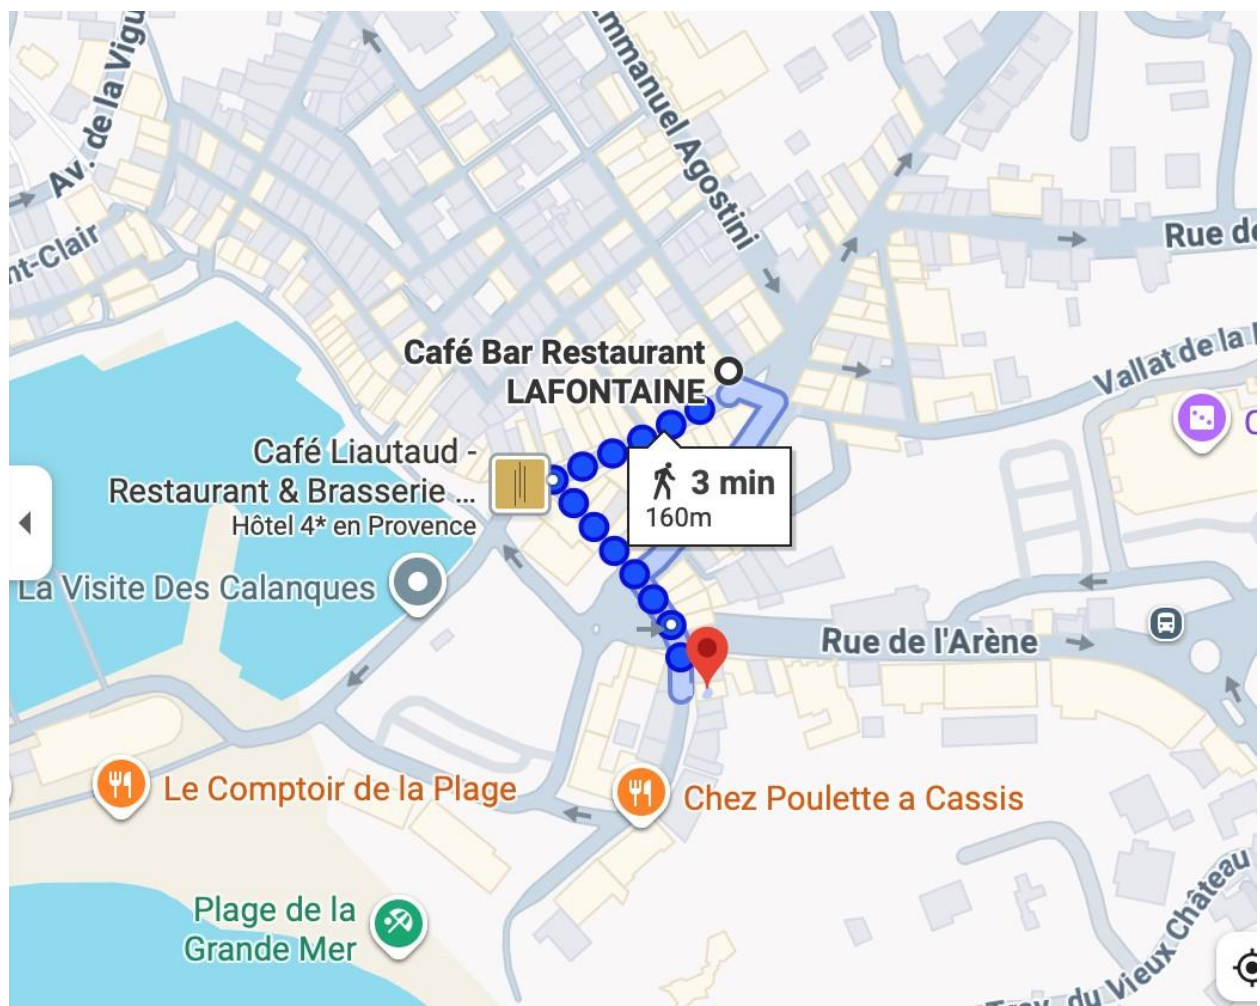 Av. de la Vigu
nt-Clair
Emmanuel Agostini
Rue de
Vallat de la
Café Bar Restaurant
LAFONTAINE
Café Liautaud -
Restaurant & Brasserie ...
Hôtel 4* en Provence
3 min
160m
La Visite Des Calanques
Rue de l'Arène
Le Comptoir de la Plage
Chez Poulette a Cassis
Plage de la
Grande Mer
Trav. du Vieux Château